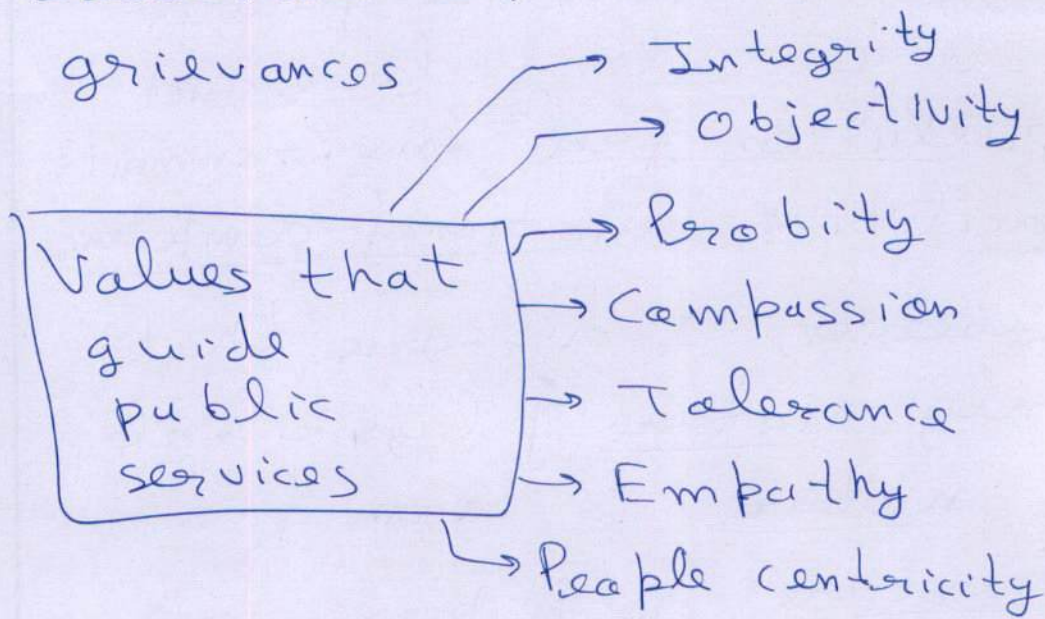 grievances
Integrity
Objectivity
Values that
guide
public
services
Probity
Compassion
Tolerance
Empathy
People centricity